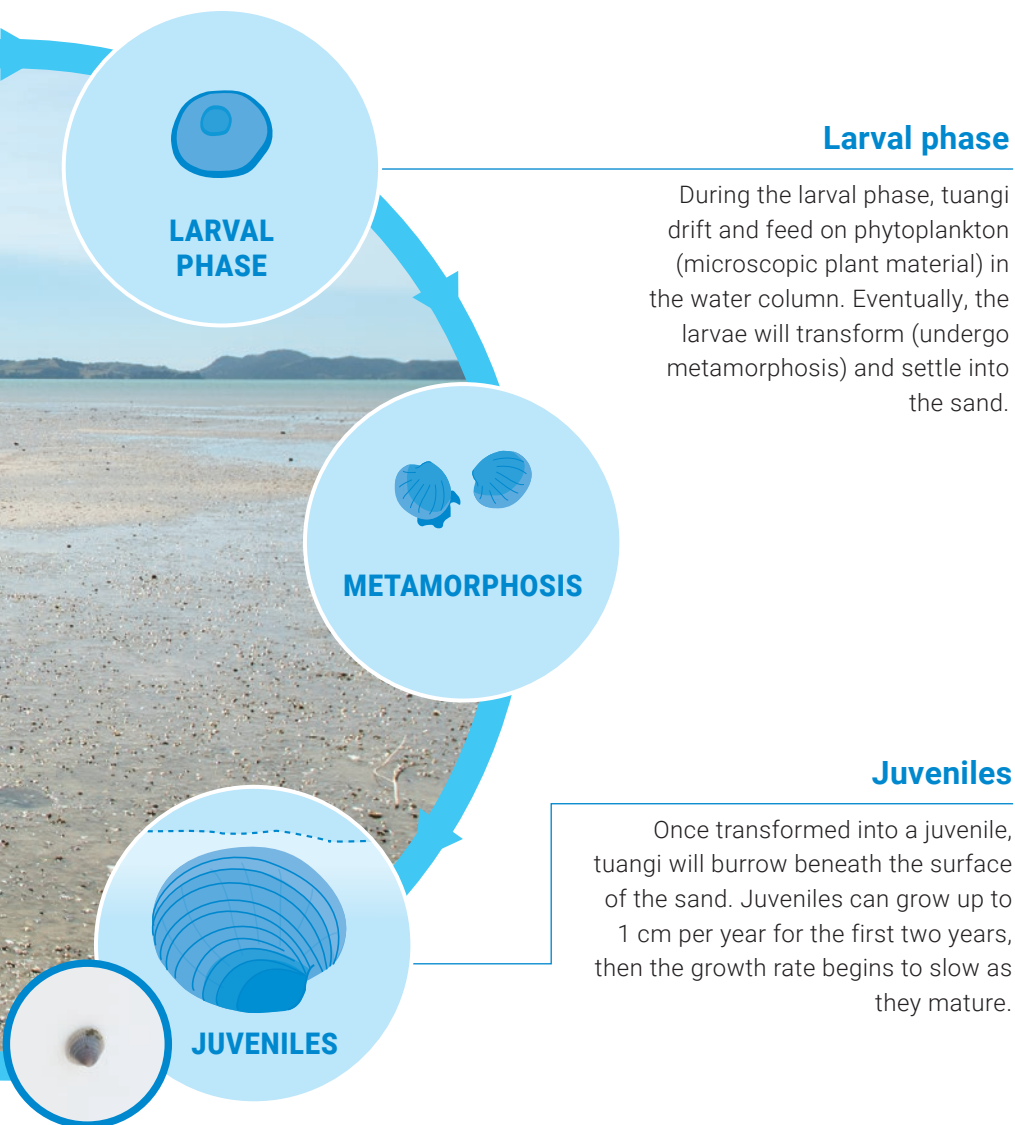 LARVAL
PHASE
Larval phase
During the larval phase, tuangi
drift and feed on phytoplankton
(microscopic plant material) in
the water column. Eventually, the
larvae will transform (undergo
metamorphosis) and settle into
the sand.
METAMORPHOSIS
Juveniles
Once transformed into a juvenile,
tuangi will burrow beneath the surface
of the sand. Juveniles can grow up to
1 cm per year for the first two years,
then the growth rate begins to slow as
they mature.
JUVENILES